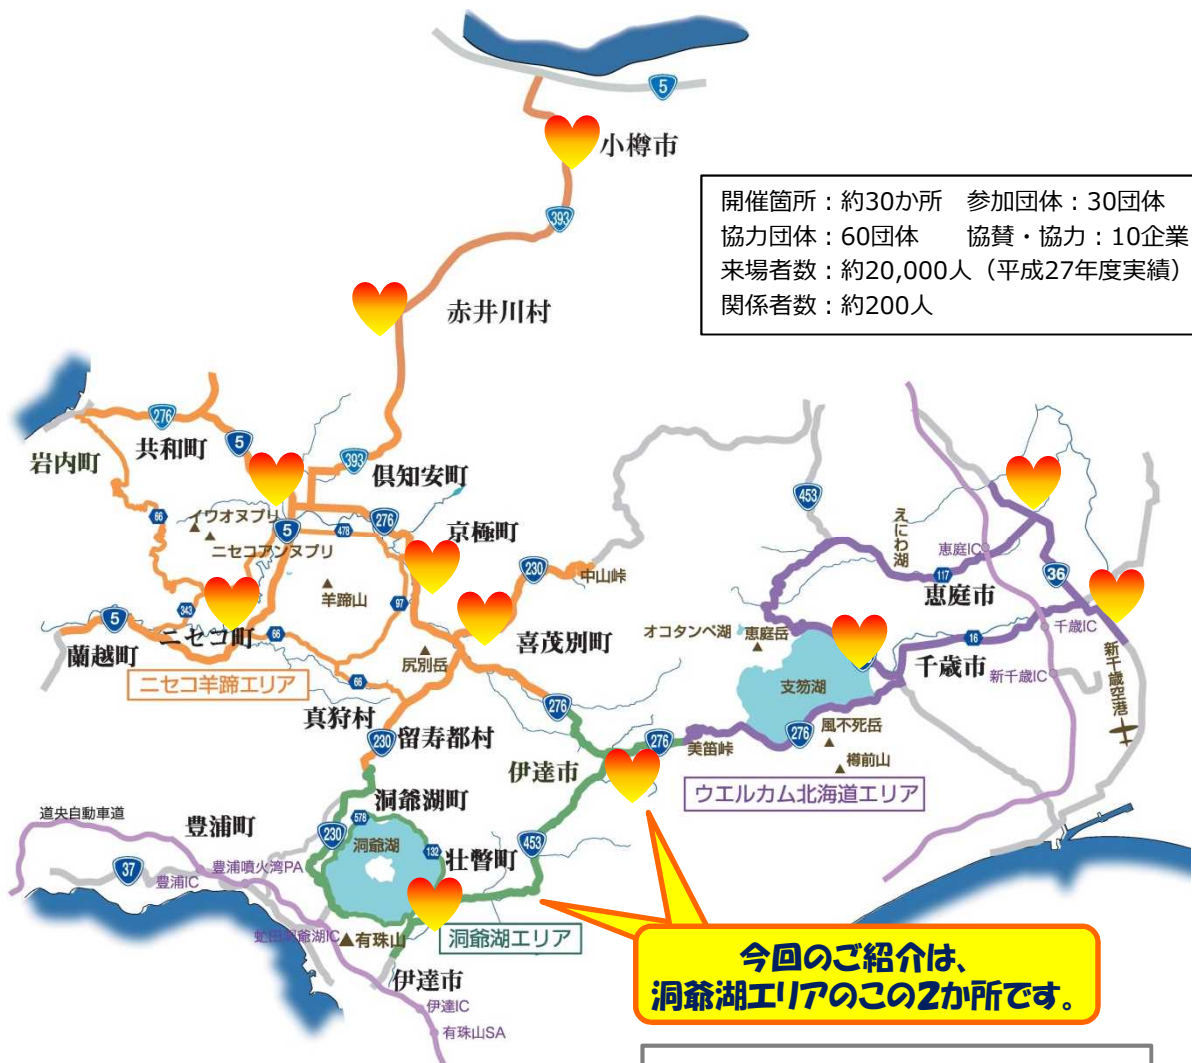 5
小樽市
開催箇所：約30か所　参加団体：30団体
協力団体：60団体　　協賛・協力：10企業
来場者数：約20,000人（平成27年度実績）
関係者数：約200人
393
赤井川村
276
共和町
5
岩内町
393
倶知安町
453
66
イワオヌプリ
ニセコアンヌプリ
5
478
276
京極町
えにわ湖
恵庭IC
117
恵庭市
36
羊蹄山
97
230
中山峠
343
ニセコ町
5
蘭越町
66
喜茂別町
尻別岳
オコタンペ湖
恵庭岳
16
千歳IC
千歳市
新千歳IC
新千歳空港
支笏湖
ニセコ羊蹄エリア
66
真狩村
276
230
留寿都村
276
美笛峠
276
風不死岳
樽前山
伊達市
ウエルカム北海道エリア
道央自動車道
豊浦町
洞爺湖町
578
230
洞爺湖
132
壮瞥町
453
37
豊浦噴火湾PA
豊浦IC
虻田洞爺湖IC
有珠山
洞爺湖エリア
伊達市
伊達IC
有珠山SA
今回のご紹介は、
洞爺湖エリアのこの2か所です。